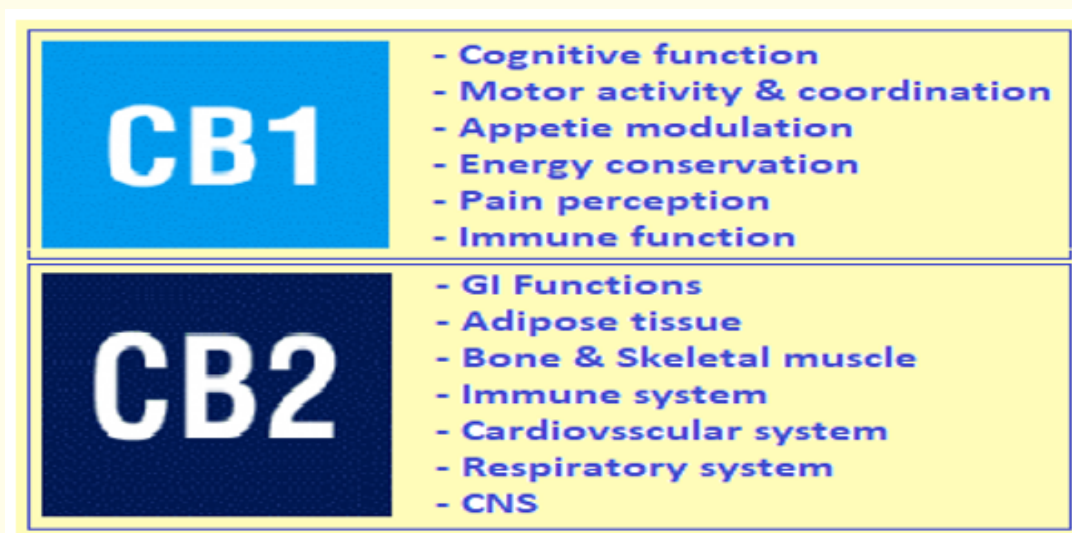 CB1
- Cognitive function
- Motor activity & coordination
- Appetie modulation
- Energy conservation
- Pain perception
- Immune function
CB2
- GI Functions
- Adipose tissue
- Bone & Skeletal muscle
- Immune system
- Cardiovsscular system
- Respiratory system
- CNS